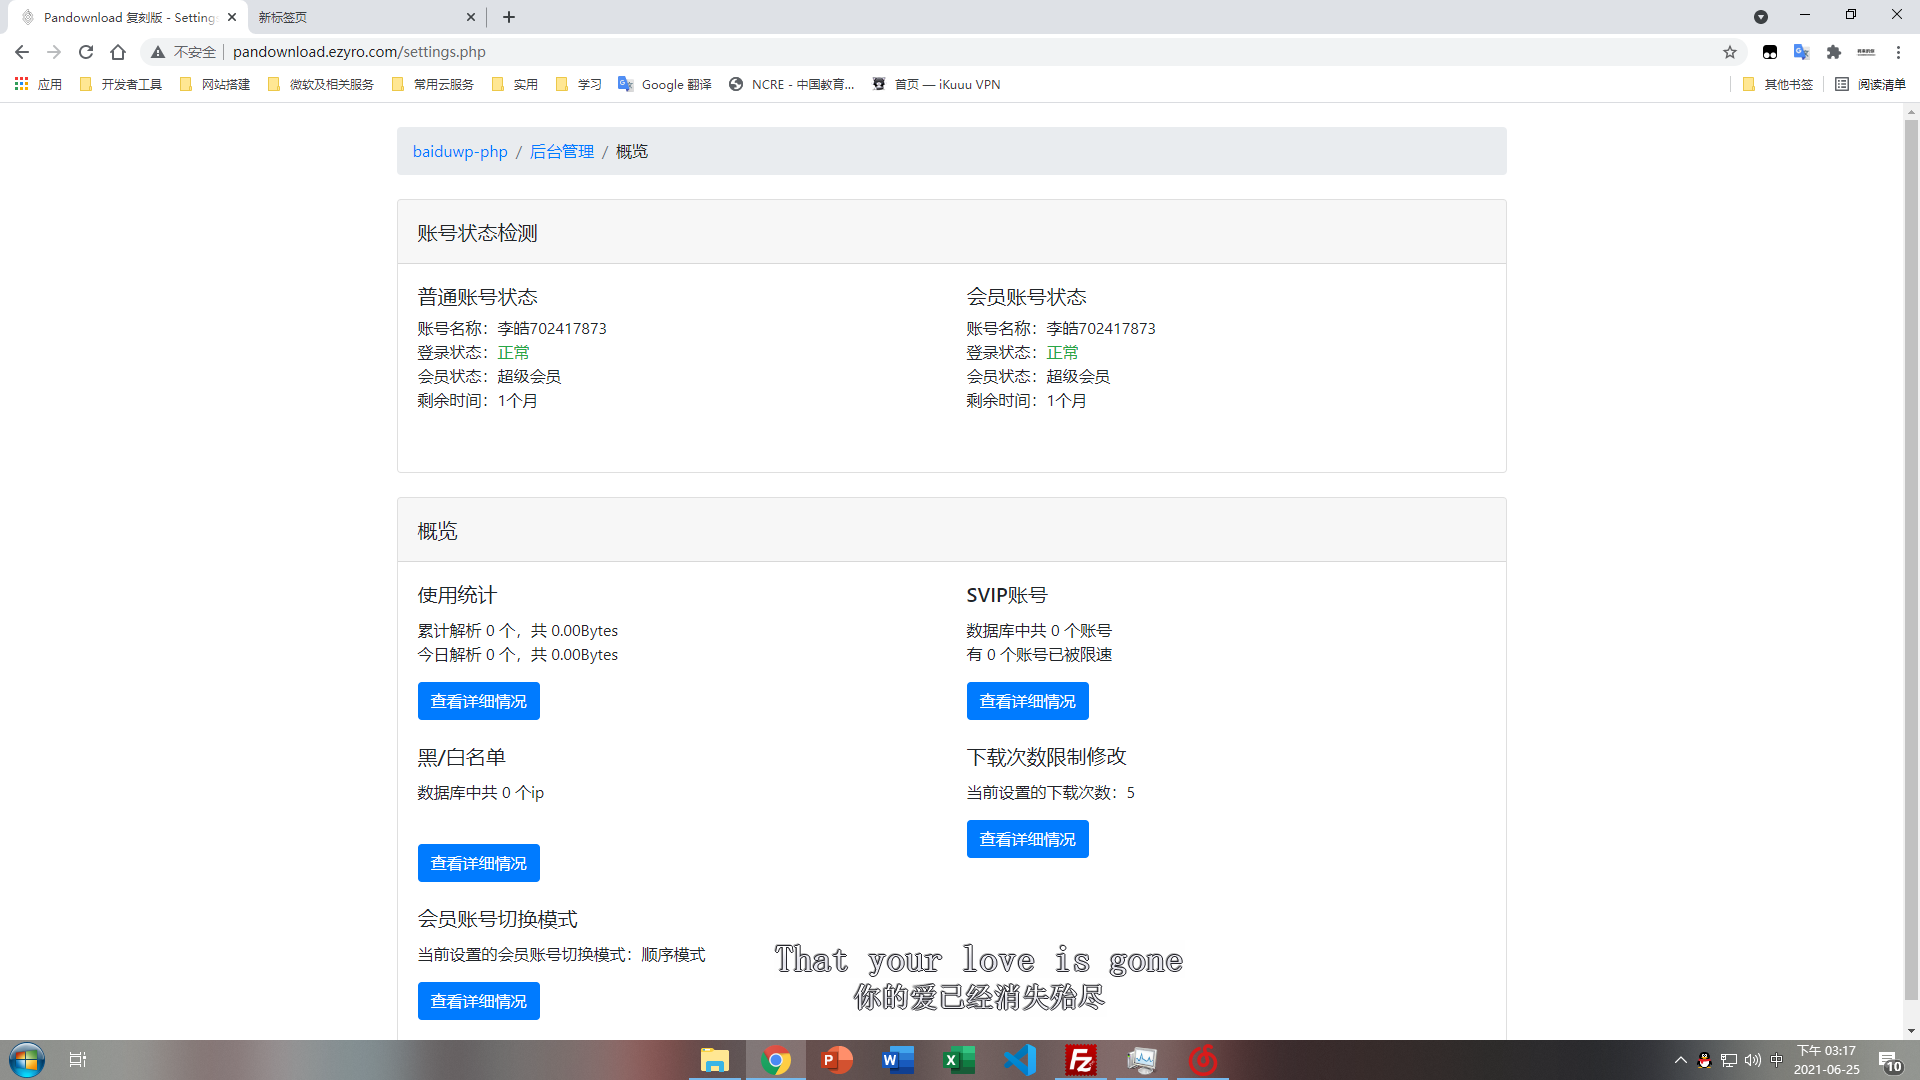 Pandownload 复刻版 - Setting
新标签页
不安全
pandownload.ezyro.com/settings.php
应用
开发者工具
网站搭建
微软及相关服务
常用云服务
实用
学习
Google 翻译
NCRE - 中国教育...
首页 — iKuuu VPN
其他书签
阅读清单
baiduwp-php / 后台管理 / 概览
账号状态检测
普通账号状态
账号名称：李皓702417873
登录状态：正常
会员状态：超级会员
剩余时间：1个月
会员账号状态
账号名称：李皓702417873
登录状态：正常
会员状态：超级会员
剩余时间：1个月
概览
使用统计
累计解析 0 个，共 0.00Bytes
今日解析 0 个，共 0.00Bytes
查看详细情况
SVIP账号
数据库中共 0 个账号
有 0 个账号已被限速
查看详细情况
黑/白名单
数据库中共 0 个ip
查看详细情况
下载次数限制修改
当前设置的下载次数：5
查看详细情况
会员账号切换模式
当前设置的会员账号切换模式：顺序模式
查看详细情况
That your love is gone
你的爱已经消失殆尽
中
下午 03:17
2021-06-25
10